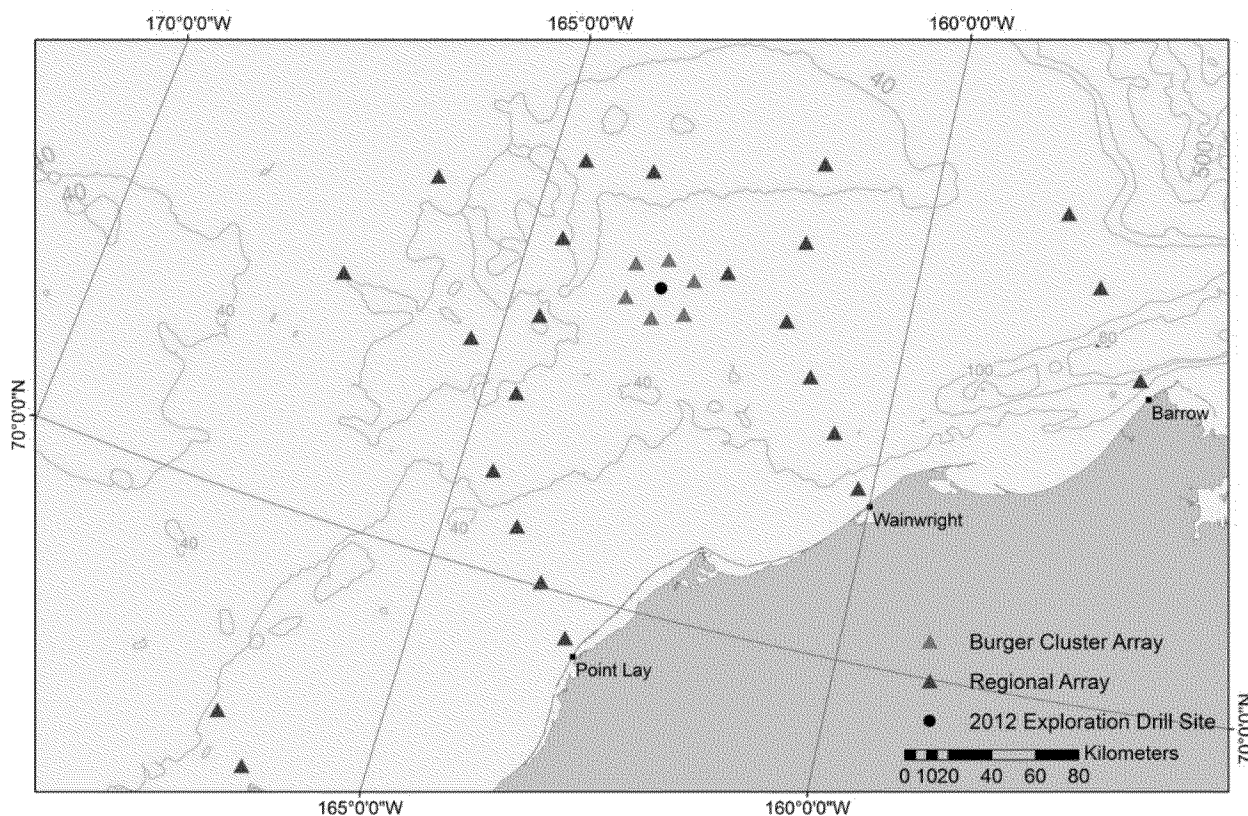 170°0'0"W 165°0'0"W 160°0'0"W
40
500
40
40
40
80
100
40
70°0'0"N
Barrow
Wainwright
40
40
Point Lay
Burger Cluster Array
Regional Array
2012 Exploration Drill Site
Kilometers
0 10 20 40 60 80
70°0'0"N
165°0'0"W 160°0'0"W